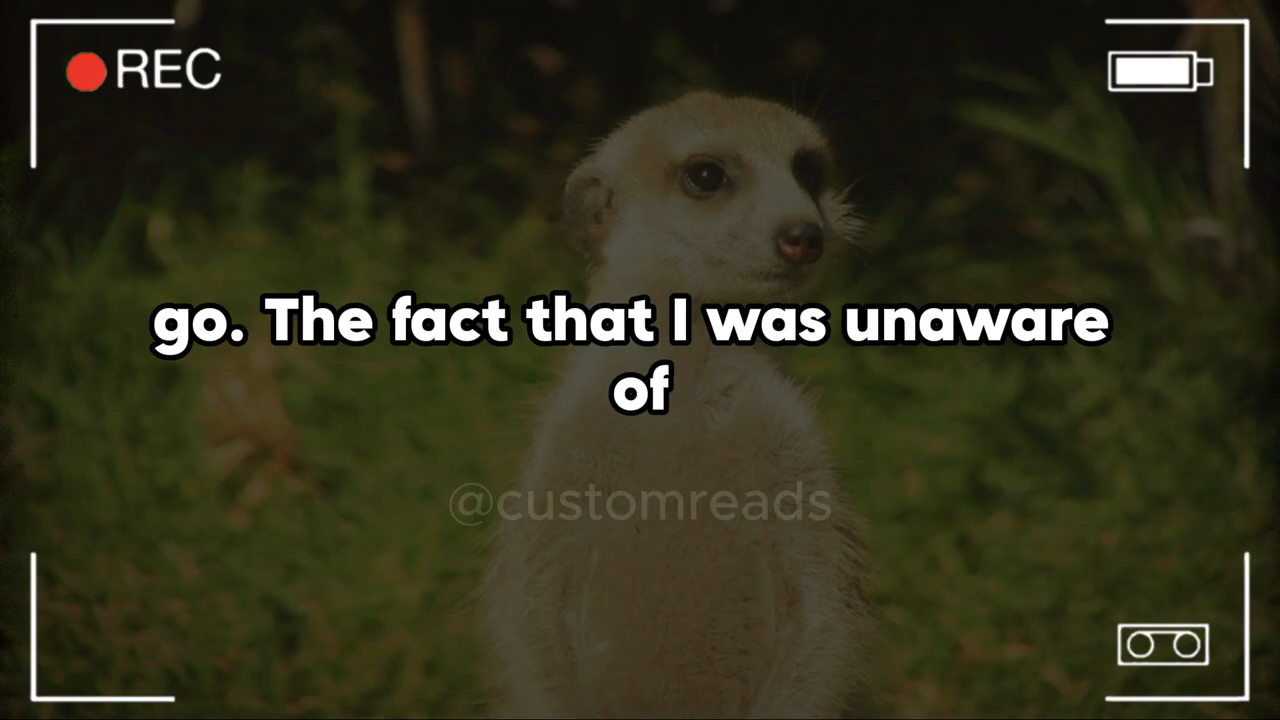 REC
go. The fact that I was unaware
of
@customreads